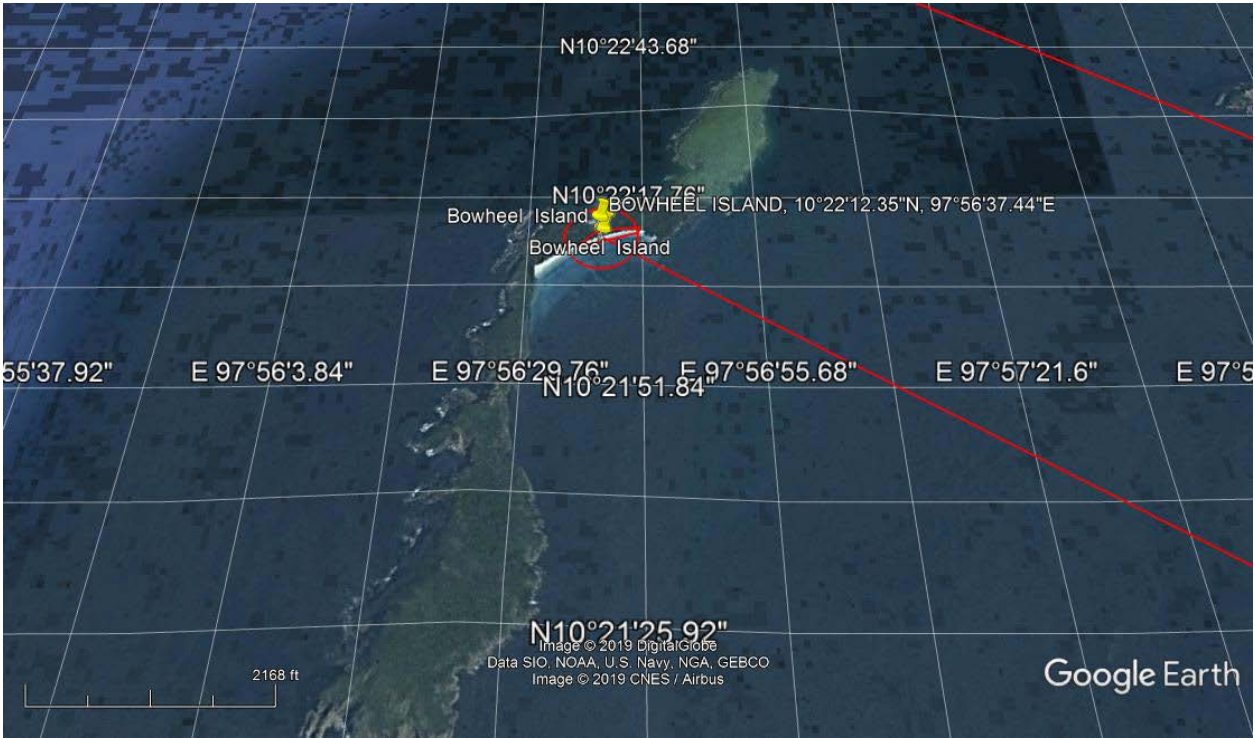 N10°22'43.68"
N10°22'17.76"
BOWHEEL ISLAND, 10°22'12.35"N, 97°56'37.44"E
Bowheel Island
Bowheel Island
55'37.92"
E 97°56'3.84"
E 97°56'29.76"
E 97°56'55.68"
E 97°57'21.6"
E 97°5
N10°21'51.84"
N10°21'25.92"
Image © 2019 DigitalGlobe
Data SIO, NOAA, U.S. Navy, NGA, GEBCO
Image © 2019 CNES / Airbus
2168 ft
Google Earth